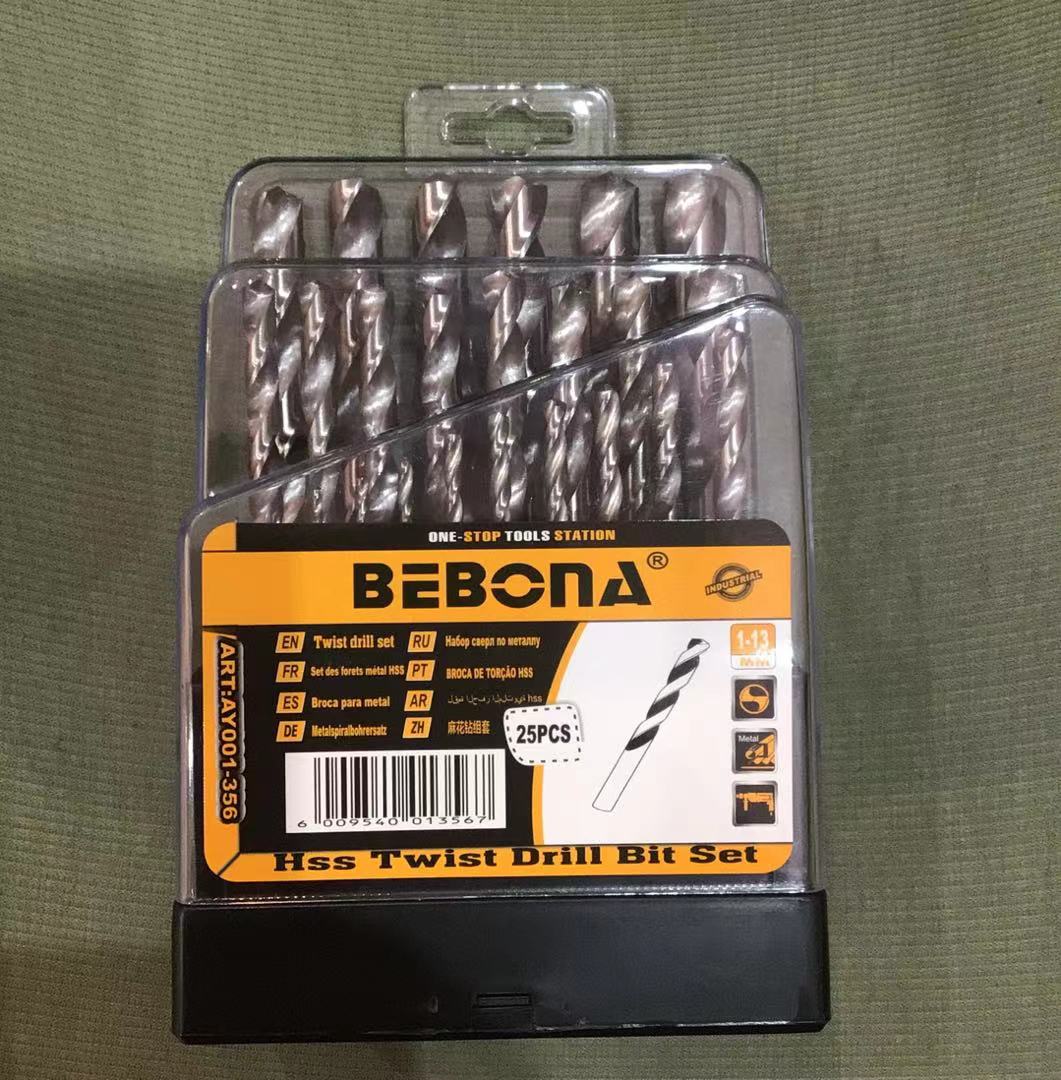 ONE-STOP TOOLS STATION
BEBONA®
INDUSTRIAL
EN Twist drill set
RU Набор сверл по металлу
FR Set des forets métal HSS
PT BROCA DE TORÇÃO HSS
ES Broca para metal
AR hss
DE Metalspiralbohrersatz
ZH 麻花钻组套
25PCS
1-13
MM
Metal
ART:AY001-356
6 009540 013567
Hss Twist Drill Bit Set